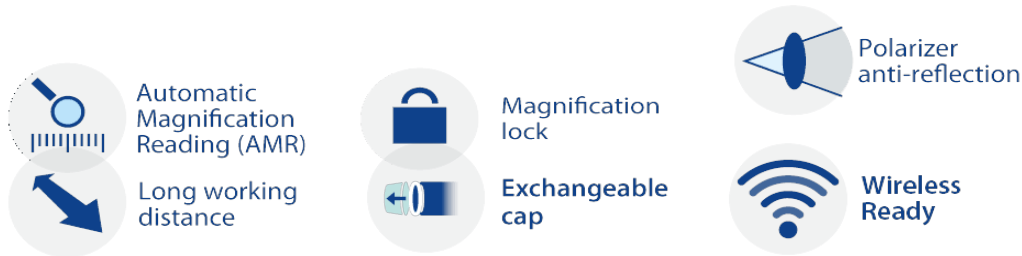 Automatic
Magnification
Reading (AMR)
Long working
distance
Magnification
lock
Exchangeable
cap
Polarizer
anti-reflection
Wireless
Ready